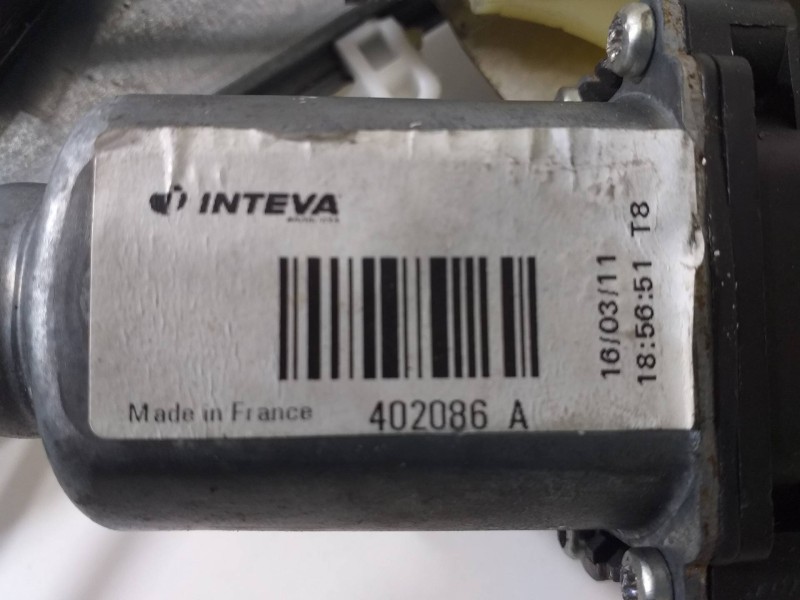 INTEVA
Made in France
402086 A
16/03/11
18:56:51 T8